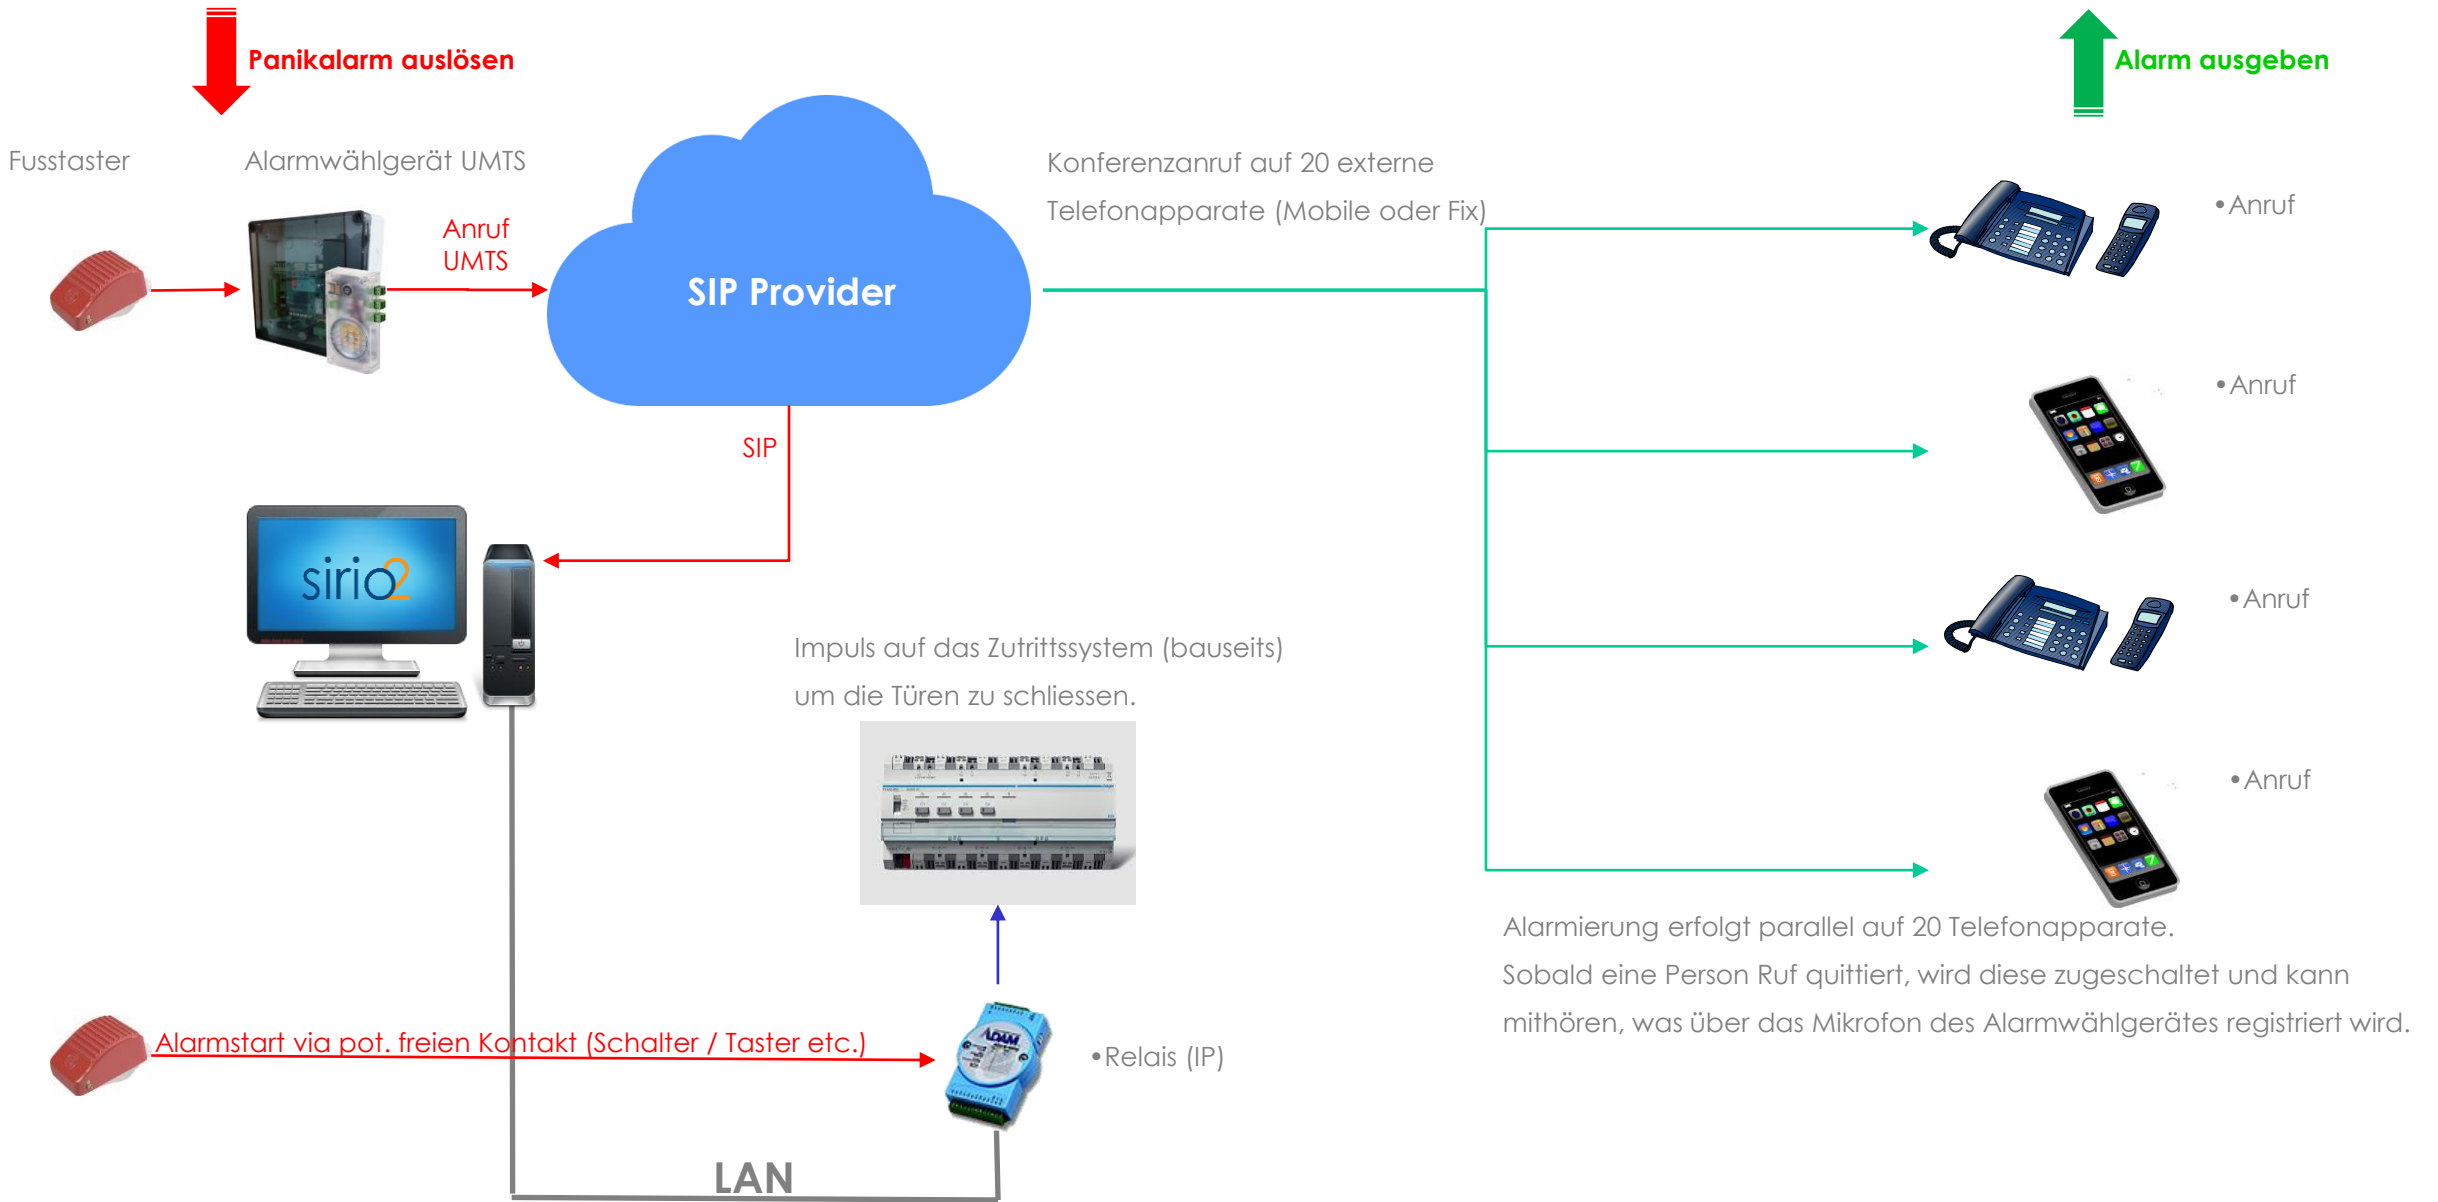 Panikalarm auslösen
Alarm ausgeben
Fusstaster
Alarmwählgerät UMTS
Anruf
UMTS
SIP Provider
Konferenzanruf auf 20 externe
Telefonapparate (Mobile oder Fix)
•Anruf
•Anruf
SIP
sirio2
•Anruf
Impuls auf das Zutrittssystem (bauseits)
um die Türen zu schliessen.
•Anruf
Alarmierung erfolgt parallel auf 20 Telefonapparate.
Sobald eine Person Ruf quittiert, wird diese zugeschaltet und kann
mithören, was über das Mikrofon des Alarmwählgerätes registriert wird.
Alarmstart via pot. freien Kontakt (Schalter / Taster etc.)
ADAM
•Relais (IP)
LAN